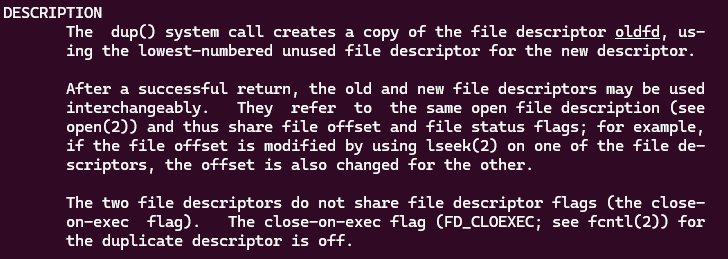 DESCRIPTION
The dup() system call creates a copy of the file descriptor oldfd, us-
ing the lowest-numbered unused file descriptor for the new descriptor.
After a successful return, the old and new file descriptors may be used
interchangeably. They refer to the same open file description (see
open(2)) and thus share file offset and file status flags; for example,
if the file offset is modified by using lseek(2) on one of the file de-
scriptors, the offset is also changed for the other.
The two file descriptors do not share file descriptor flags (the close-
on-exec flag). The close-on-exec flag (FD_CLOEXEC; see fcntl(2)) for
the duplicate descriptor is off.